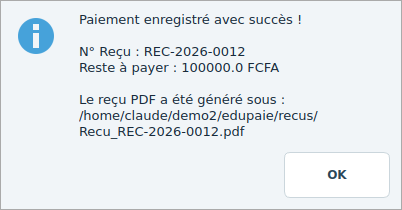 Paiement enregistré avec succès !
N° Reçu : REC-2026-0012
Reste à payer : 100000.0 FCFA
Le reçu PDF a été généré sous :
/home/claude/demo2/edupaie/recus/
Recu_REC-2026-0012.pdf
OK